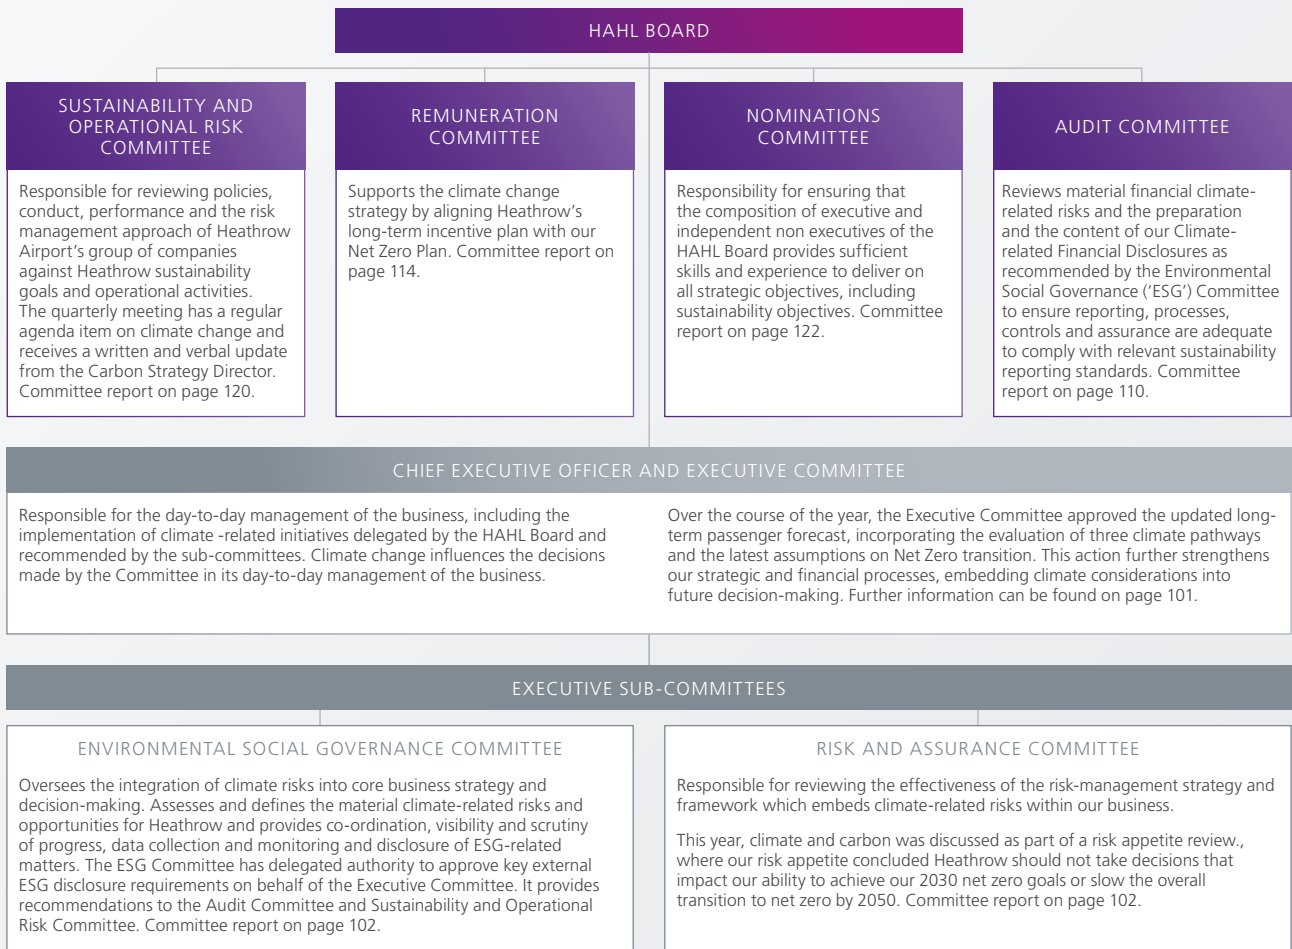 HAHL BOARD
SUSTAINABILITY AND
OPERATIONAL RISK
COMMITTEE
Responsible for reviewing policies,
conduct, performance and the risk
management approach of Heathrow
Airport's group of companies
against Heathrow sustainability
goals and operational activities.
The quarterly meeting has a regular
agenda item on climate change and
receives a written and verbal update
from the Carbon Strategy Director.
Committee report on page 120.
REMUNERATION
COMMITTEE
Supports the climate change
strategy by aligning Heathrow's
long-term incentive plan with our
Net Zero Plan. Committee report on
page 114.
NOMINATIONS
COMMITTEE
Responsibility for ensuring that
the composition of executive and
independent non executives of the
HAHL Board provides sufficient
skills and experience to deliver on
all strategic objectives, including
sustainability objectives. Committee
report on page 122.
AUDIT COMMITTEE
Reviews material financial climate-
related risks and the preparation
and the content of our Climate-
related Financial Disclosures as
recommended by the Environmental
Social Governance ('ESG') Committee
to ensure reporting, processes,
controls and assurance are adequate
to comply with relevant sustainability
reporting standards. Committee
report on page 110.
CHIEF EXECUTIVE OFFICER AND EXECUTIVE COMMITTEE
Responsible for the day-to-day management of the business, including the
implementation of climate -related initiatives delegated by the HAHL Board and
recommended by the sub-committees. Climate change influences the decisions
made by the Committee in its day-to-day management of the business.
Over the course of the year, the Executive Committee approved the updated long-
term passenger forecast, incorporating the evaluation of three climate pathways
and the latest assumptions on Net Zero transition. This action further strengthens
our strategic and financial processes, embedding climate considerations into
future decision-making. Further information can be found on page 101.
EXECUTIVE SUB-COMMITTEES
ENVIRONMENTAL SOCIAL GOVERNANCE COMMITTEE
Oversees the integration of climate risks into core business strategy and
decision-making. Assesses and defines the material climate-related risks and
opportunities for Heathrow and provides co-ordination, visibility and scrutiny
of progress, data collection and monitoring and disclosure of ESG-related
matters. The ESG Committee has delegated authority to approve key external
ESG disclosure requirements on behalf of the Executive Committee. It provides
recommendations to the Audit Committee and Sustainability and Operational
Risk Committee. Committee report on page 102.
RISK AND ASSURANCE COMMITTEE
Responsible for reviewing the effectiveness of the risk-management strategy and
framework which embeds climate-related risks within our business.
This year, climate and carbon was discussed as part of a risk appetite review.,
where our risk appetite concluded Heathrow should not take decisions that
impact our ability to achieve our 2030 net zero goals or slow the overall
transition to net zero by 2050. Committee report on page 102.